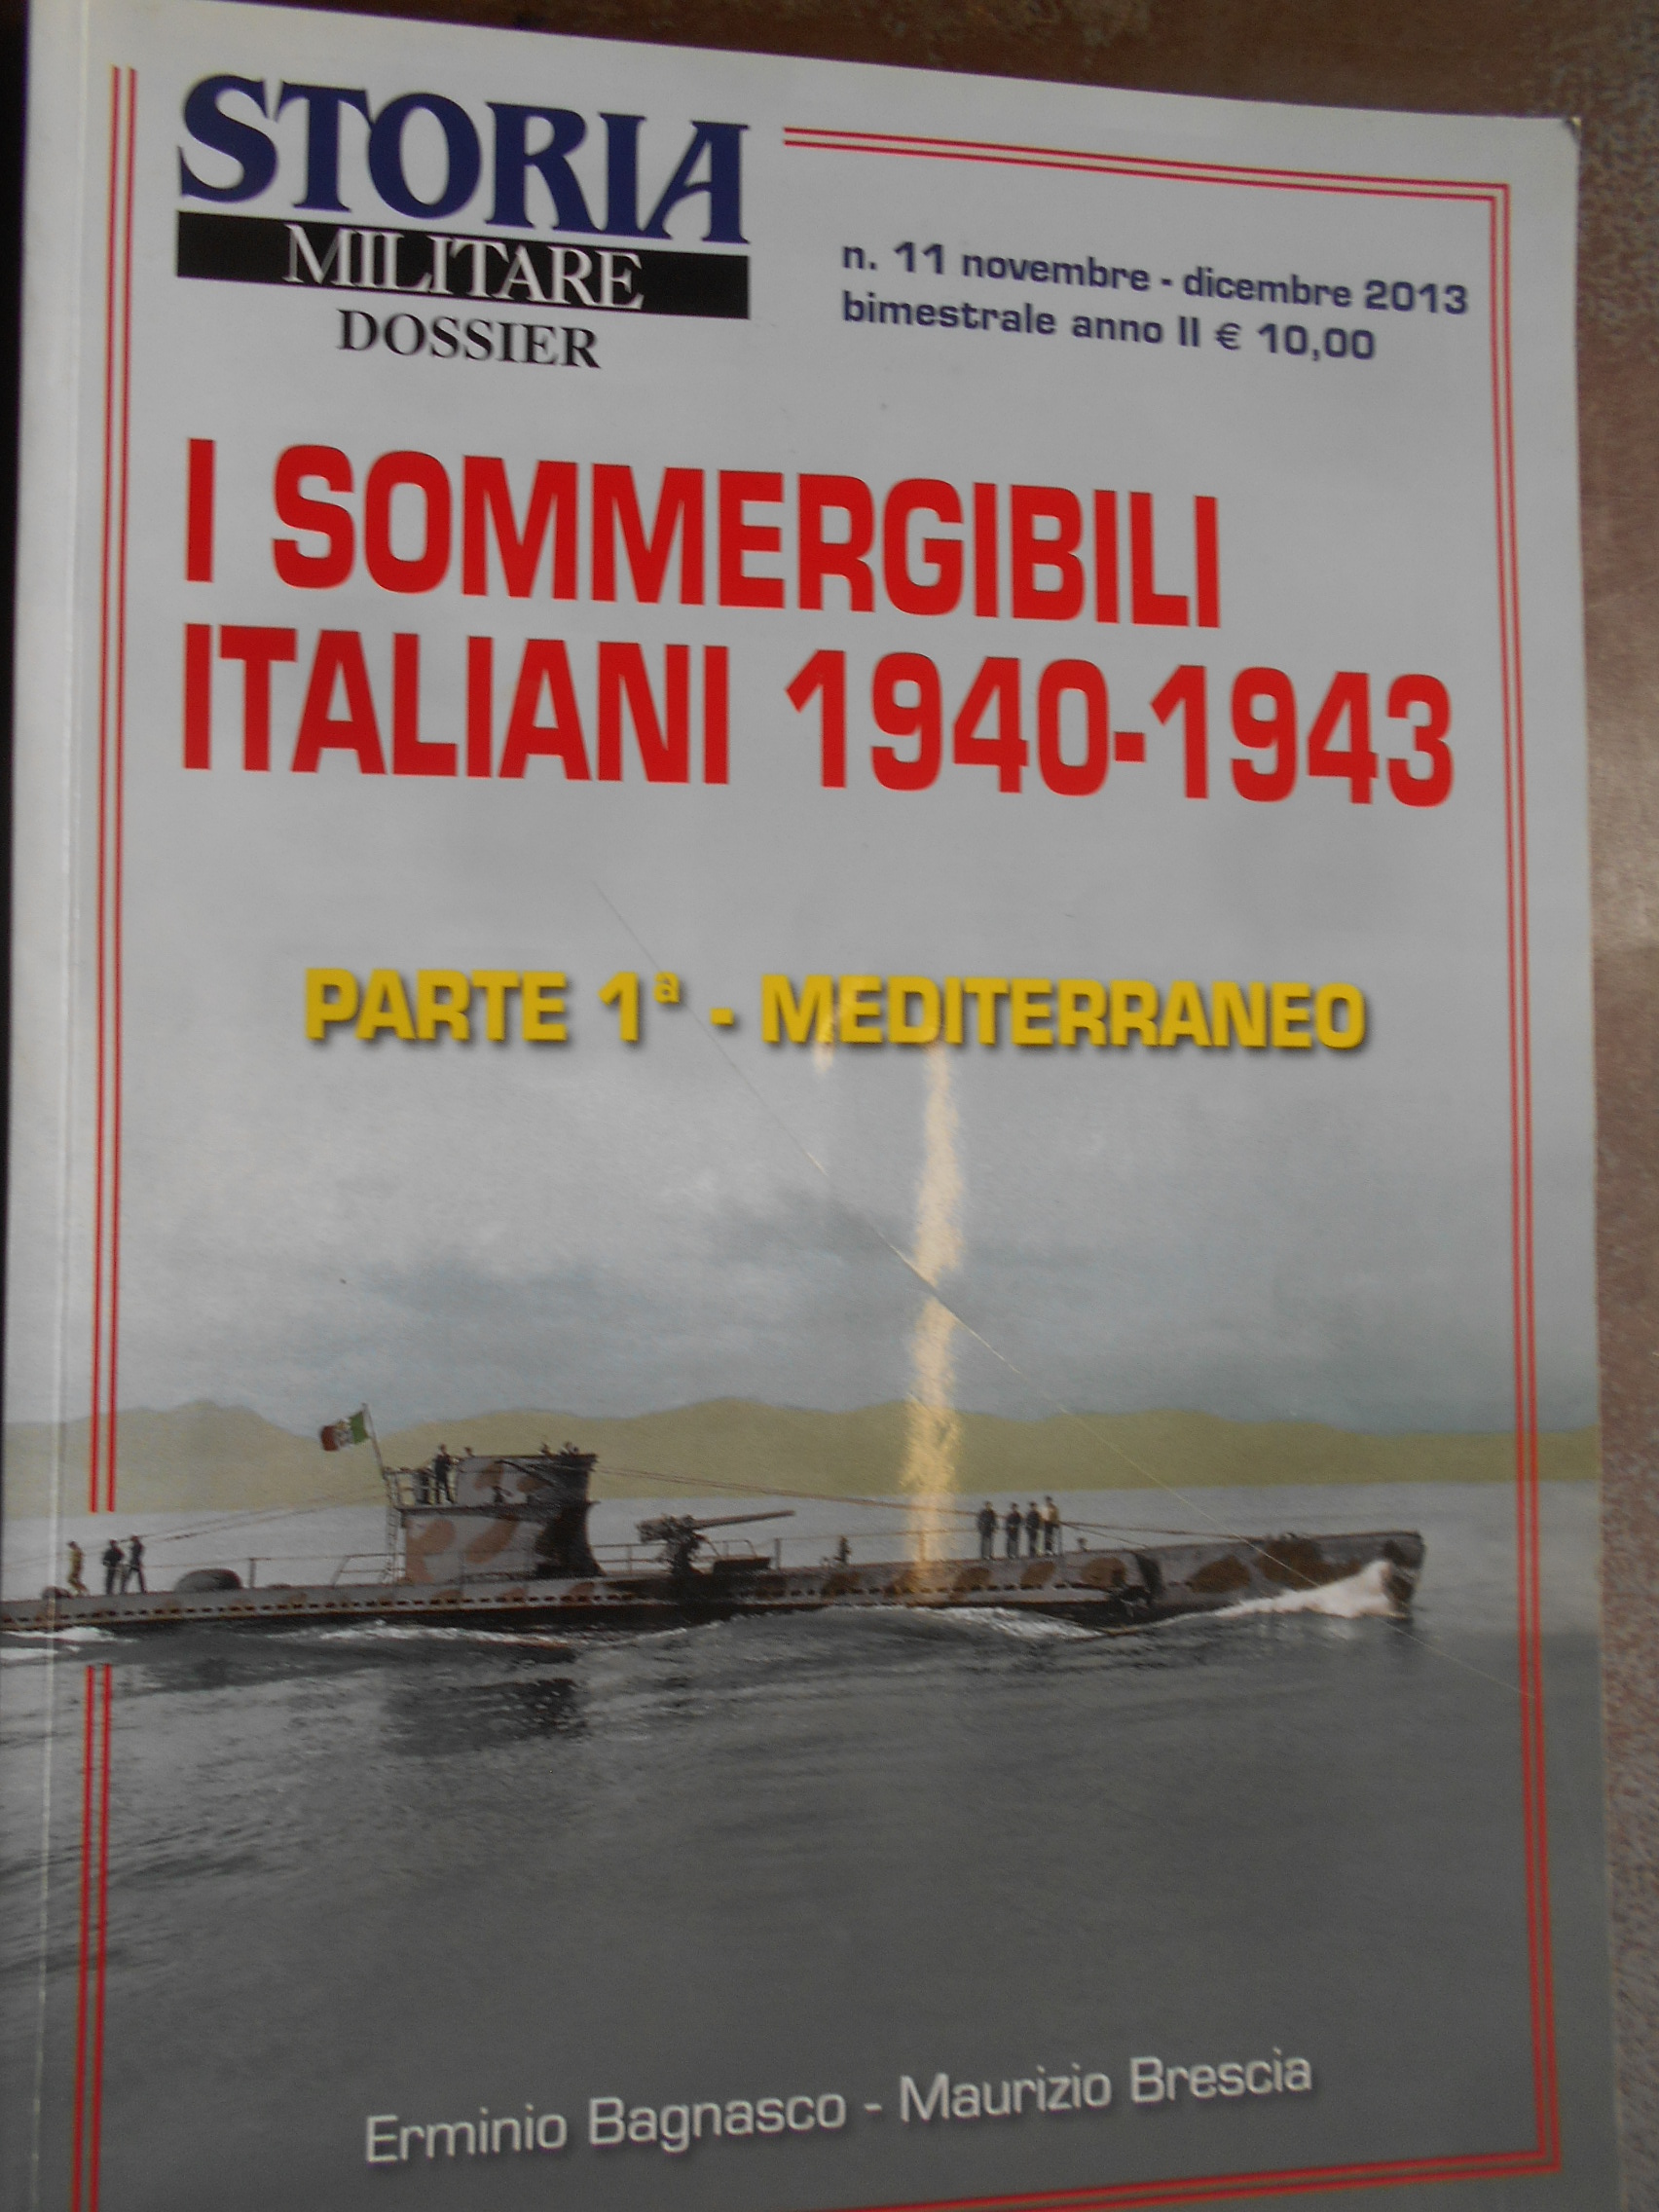 STORIA
MILITARE
DOSSIER
n. 11 novembre - dicembre 2013
bimestrale anno II € 10,00
I SOMMERGIBILI
ITALIANI 1940-1943
PARTE 1ª - MEDITERRANEO
Erminio Bagnasco - Maurizio Brescia